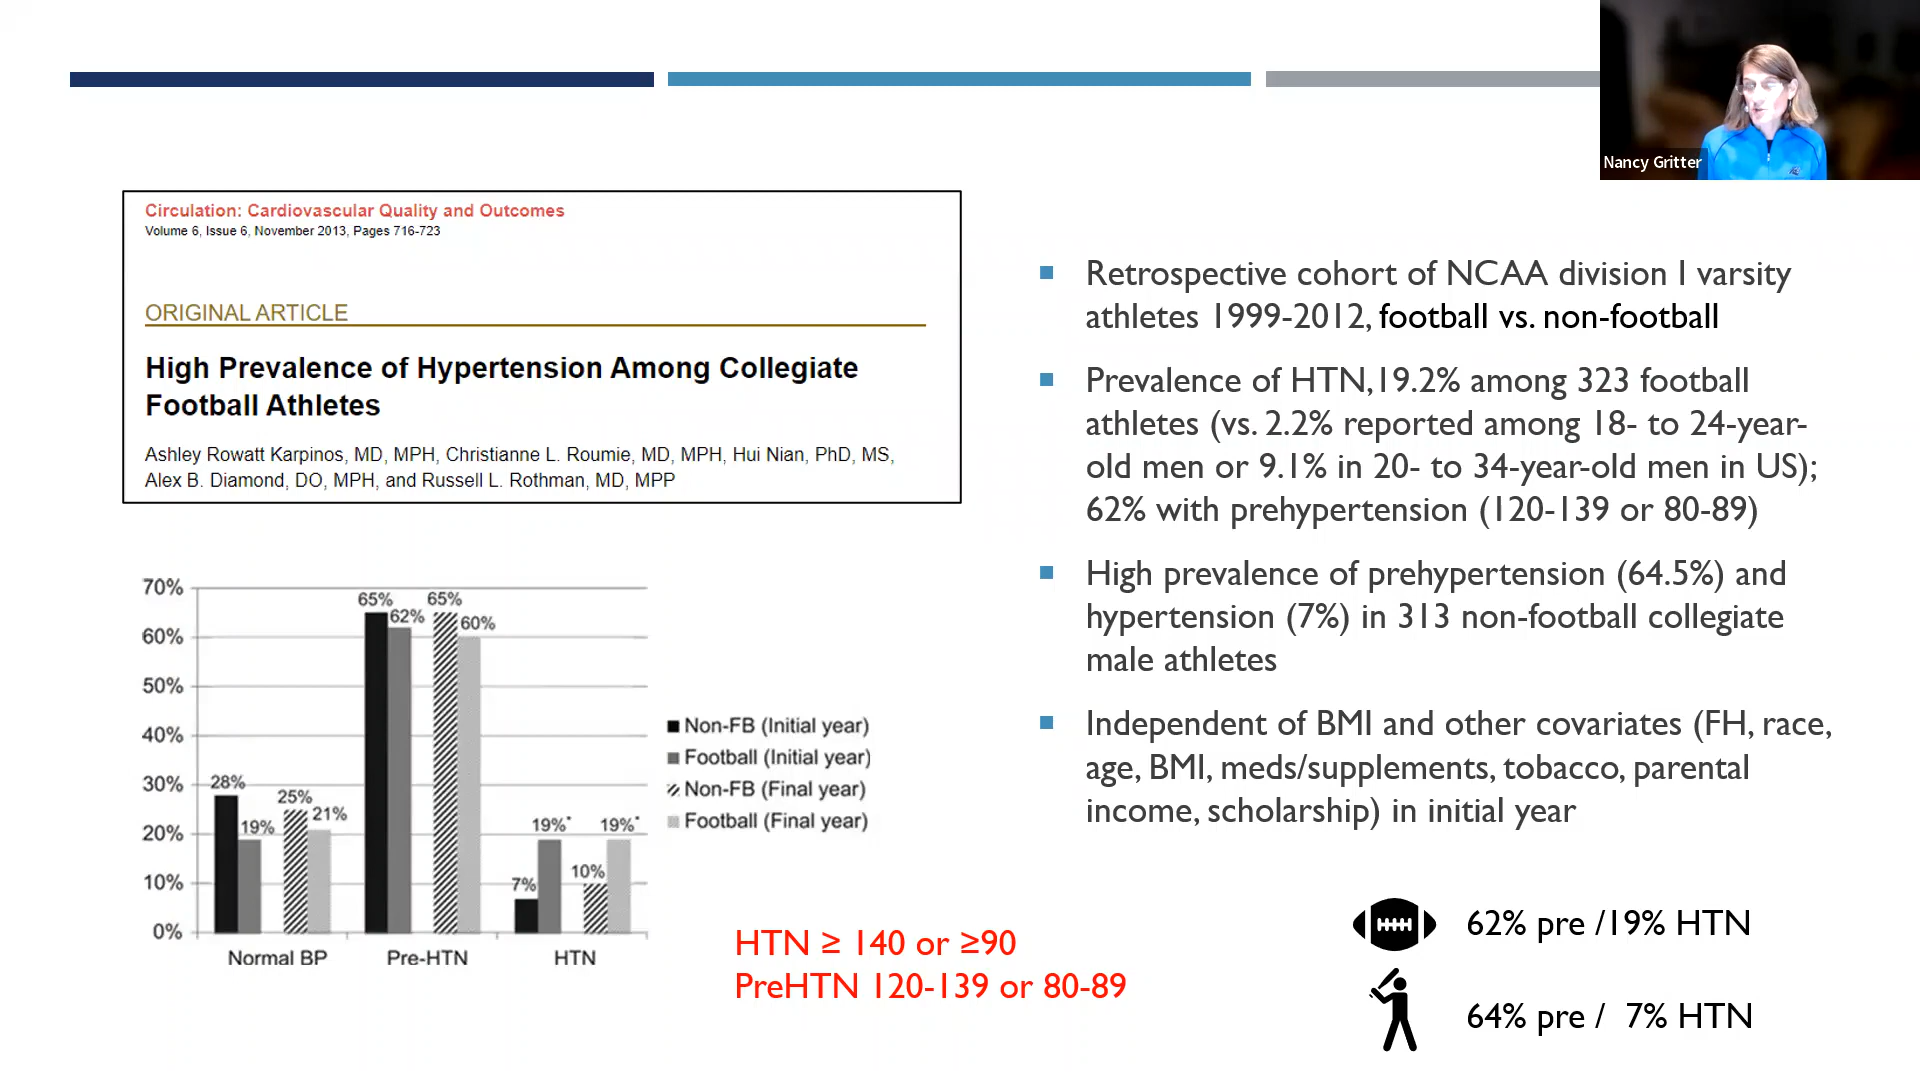 Nancy Gritter
Circulation: Cardiovascular Quality and Outcomes
Volume 6, Issue 6, November 2013, Pages 716-723
ORIGINAL ARTICLE
High Prevalence of Hypertension Among Collegiate
Football Athletes
Ashley Rowatt Karpinos, MD, MPH, Christianne L. Roumie, MD, MPH, Hui Nian, PhD, MS,
Alex B. Diamond, DO, MPH, and Russell L. Rothman, MD, MPP
Retrospective cohort of NCAA division I varsity
athletes 1999-2012, football vs. non-football
Prevalence of HTN, 19.2% among 323 football
athletes (vs. 2.2% reported among 18- to 24-year-
old men or 9.1% in 20- to 34-year-old men in US);
62% with prehypertension (120-139 or 80-89)
High prevalence of prehypertension (64.5%) and
hypertension (7%) in 313 non-football collegiate
male athletes
Independent of BMI and other covariates (FH, race,
age, BMI, meds/supplements, tobacco, parental
income, scholarship) in initial year
70%
60%
50%
40%
30%
20%
10%
0%
28%
19%
25%
21%
65%
62%
65%
60%
7%
19%*
10%
19%*
Normal BP
Pre-HTN
HTN
Non-FB (Initial year)
Football (Initial year)
Non-FB (Final year)
Football (Final year)
HTN ≥ 140 or ≥90
PreHTN 120-139 or 80-89
62% pre /19% HTN
64% pre / 7% HTN